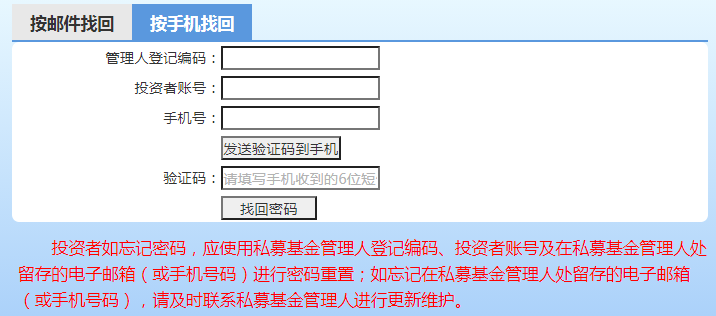 按邮件找回 按手机找回
管理人登记编码：
投资者账号：
手机号：
发送验证码到手机
验证码：请填写手机收到的6位短
找回密码
投资者如忘记密码，应使用私募基金管理人登记编码、投资者账号及在私募基金管理人处
留存的电子邮箱（或手机号码）进行密码重置；如忘记在私募基金管理人处留存的电子邮箱
（或手机号码），请及时联系私募基金管理人进行更新维护。